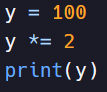 y = 100
y *= 2
print(y)